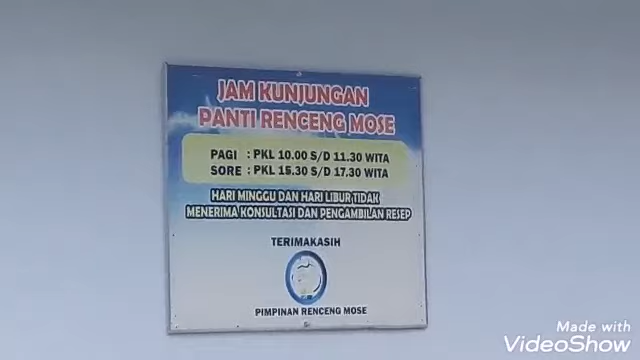 JAM KUNJUNGAN
PANTI RENCENG MOSE
PAGI : PKL 10.00 S/D 11.30 WITA
SORE : PKL 15.30 S/D 17.30 WITA
HARI MINGGU DAN HARI LIBUR TIDAK
MENERIMA KONSULTASI DAN PENGAMBILAN RESEP
TERIMAKASIH
PIMPINAN RENCENG MOSE
Made with
VideoShow